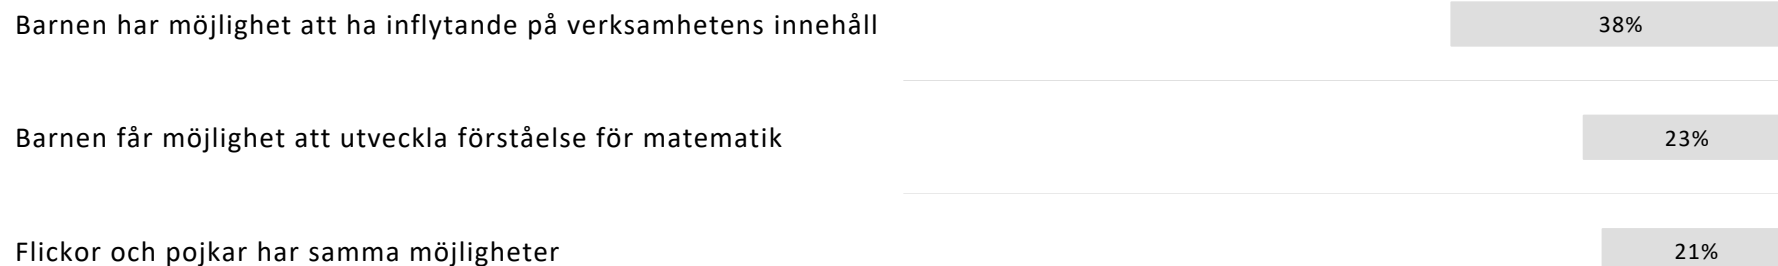 Barnen har möjlighet att ha inflytande på verksamhetens innehåll 38%
Barnen får möjlighet att utveckla förståelse för matematik 23%
Flickor och pojkar har samma möjligheter 21%